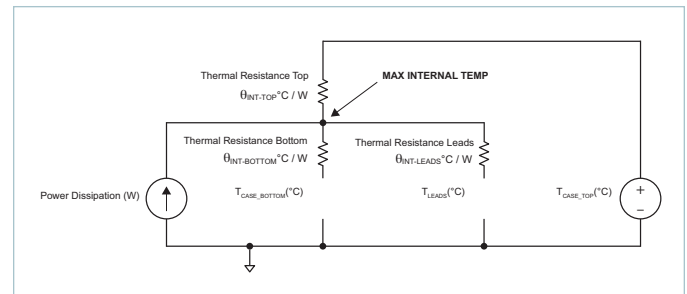 Thermal Resistance Top
θINT-TOP°C / W
MAX INTERNAL TEMP
Thermal Resistance Bottom
θINT-BOTTOM°C / W
Thermal Resistance Leads
θINT-LEADS°C / W
Power Dissipation (W)
TCASE_BOTTOM(°C)
TLEADS(°C)
TCASE_TOP(°C)
+
–